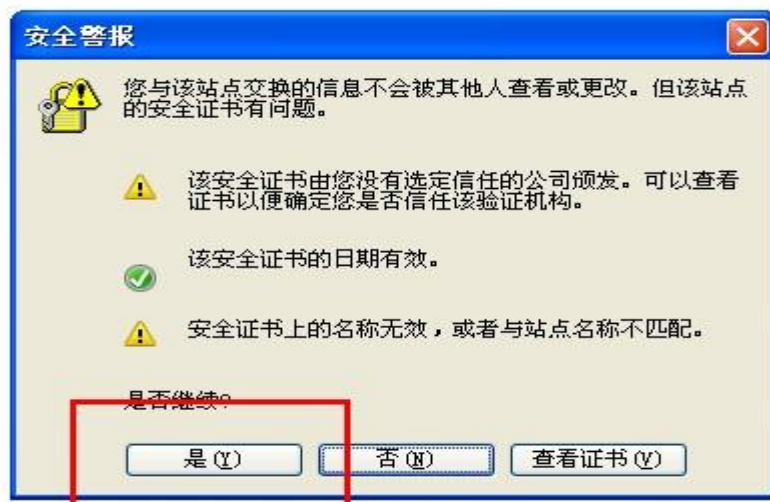 安全警报
您与该站点交换的信息不会被其他人查看或更改。但该站点
的安全证书有问题。
该安全证书由您没有选定信任的公司颁发。可以查看
证书以便确定您是否信任该验证机构。
该安全证书的日期有效。
安全证书上的名称无效，或者与站点名称不匹配。
是否继续?
是(Y) 否(N) 查看证书(V)